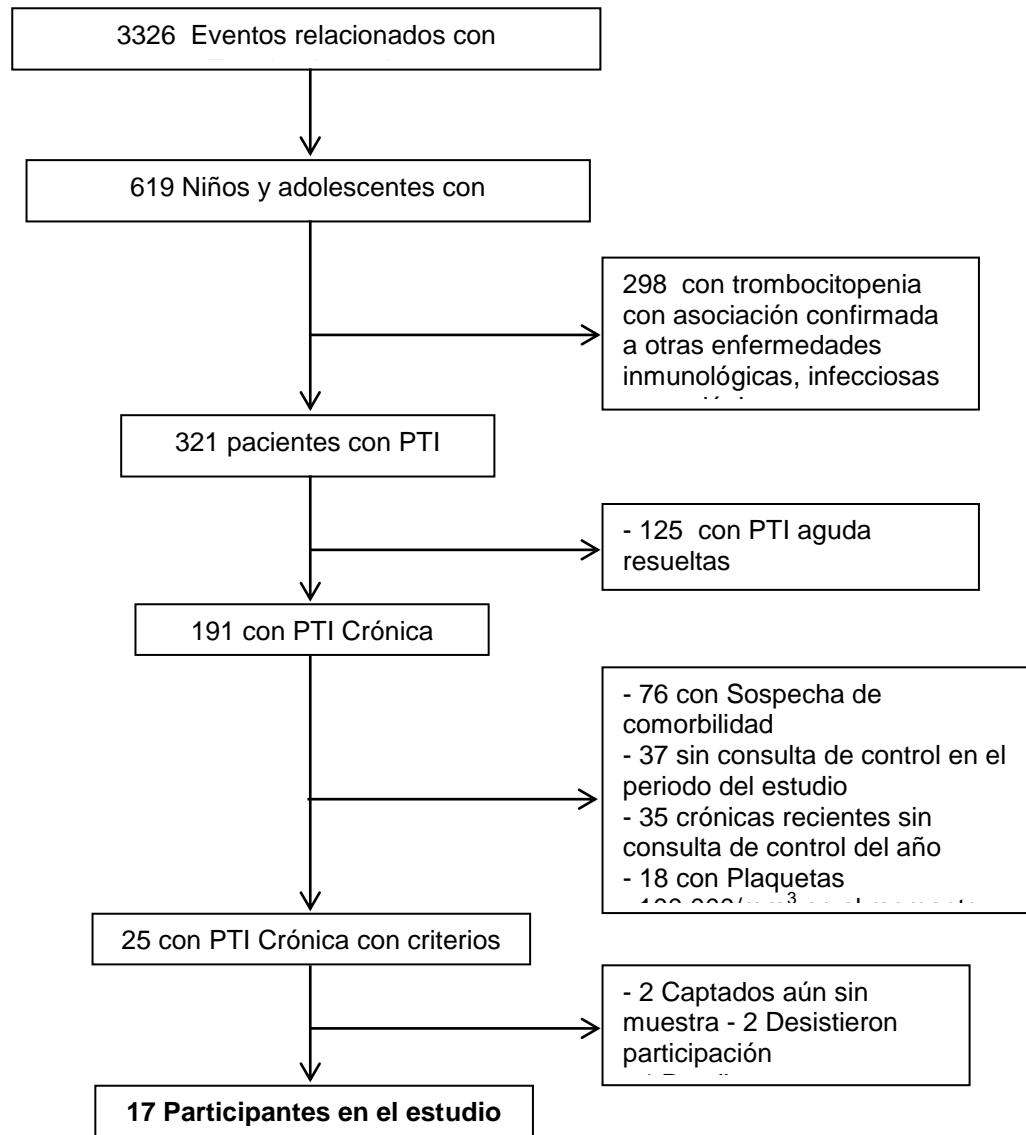 3326 Eventos relacionados con
619 Niños y adolescentes con
298 con trombocitopenia
con asociación confirmada
a otras enfermedades
inmunológicas, infecciosas
321 pacientes con PTI
- 125 con PTI aguda
resueltas
191 con PTI Crónica
- 76 con Sospecha de
comorbilidad
- 37 sin consulta de control en el
periodo del estudio
- 35 crónicas recientes sin
consulta de control del año
- 18 con Plaquetas
25 con PTI Crónica con criterios
- 2 Captados aún sin
muestra - 2 Desistieron
participación
17 Participantes en el estudio